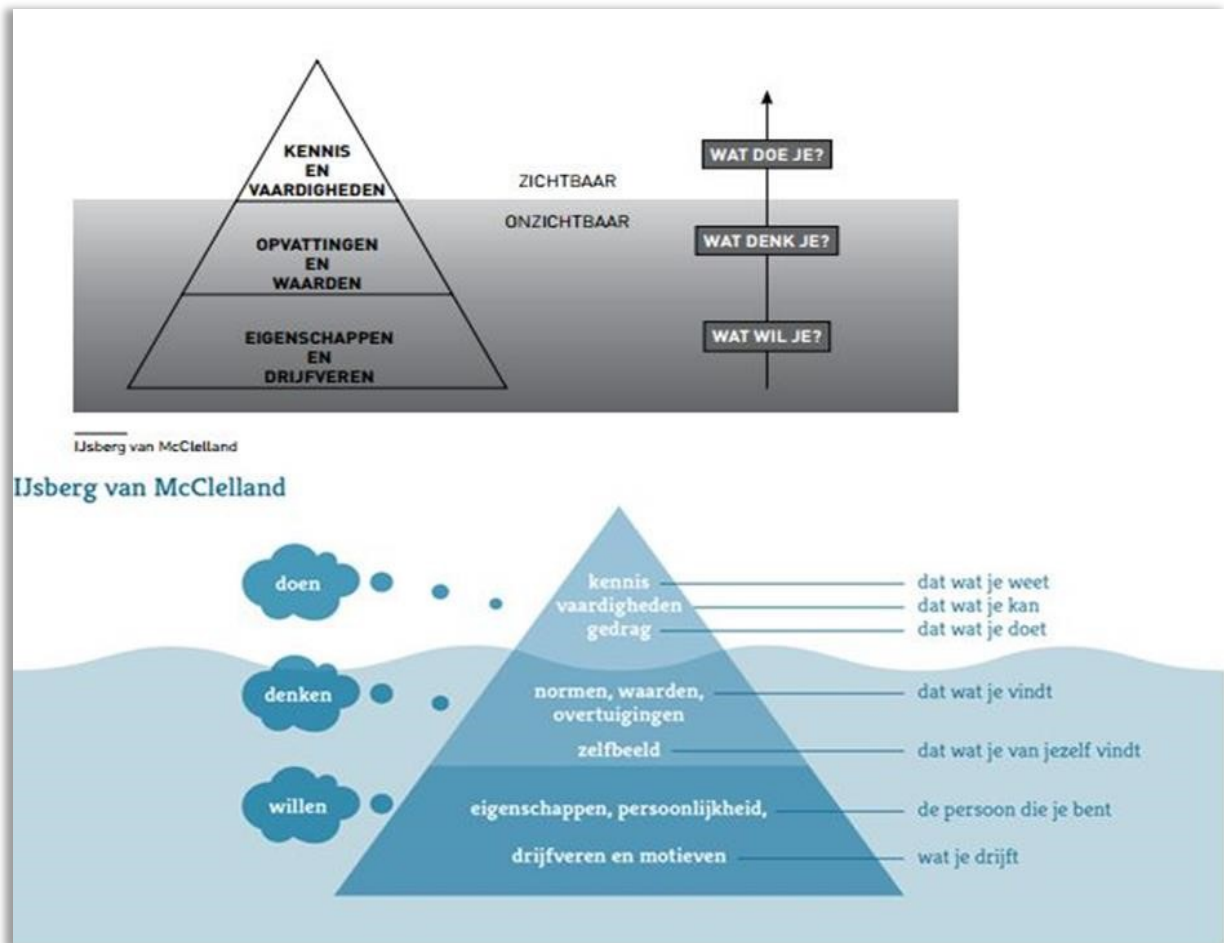 KENNIS
EN
VAARDIGHEDEN
ZICHTBAAR
WAT DOE JE?
ONZICHTBAAR
OPVATTINGEN
EN
WAARDEN
WAT DENK JE?
EIGENSCHAPPEN
EN
DRIJFVEREN
WAT WIL JE?
IJsberg van McClelland
IJsberg van McClelland
doen
kennis
dat wat je weet
vaardigheden
dat wat je kan
gedrag
dat wat je doet
denken
normen, waarden,
overtuigingen
dat wat je vindt
zelfbeeld
dat wat je van jezelf vindt
willen
eigenschappen, persoonlijkheid,
de persoon die je bent
drijfveren en motieven
wat je drijft